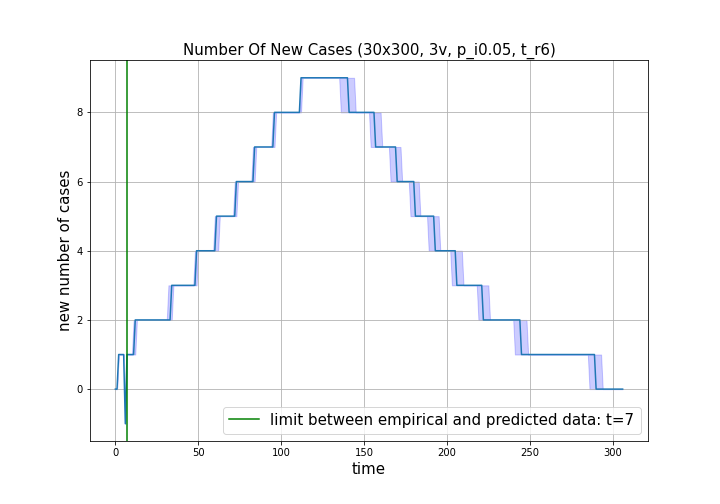 Number Of New Cases (30x300, 3v, p_i0.05, t_r6)
new number of cases
8
6
4
2
0
limit between empirical and predicted data: t=7
0 50 100 150 200 250 300
time